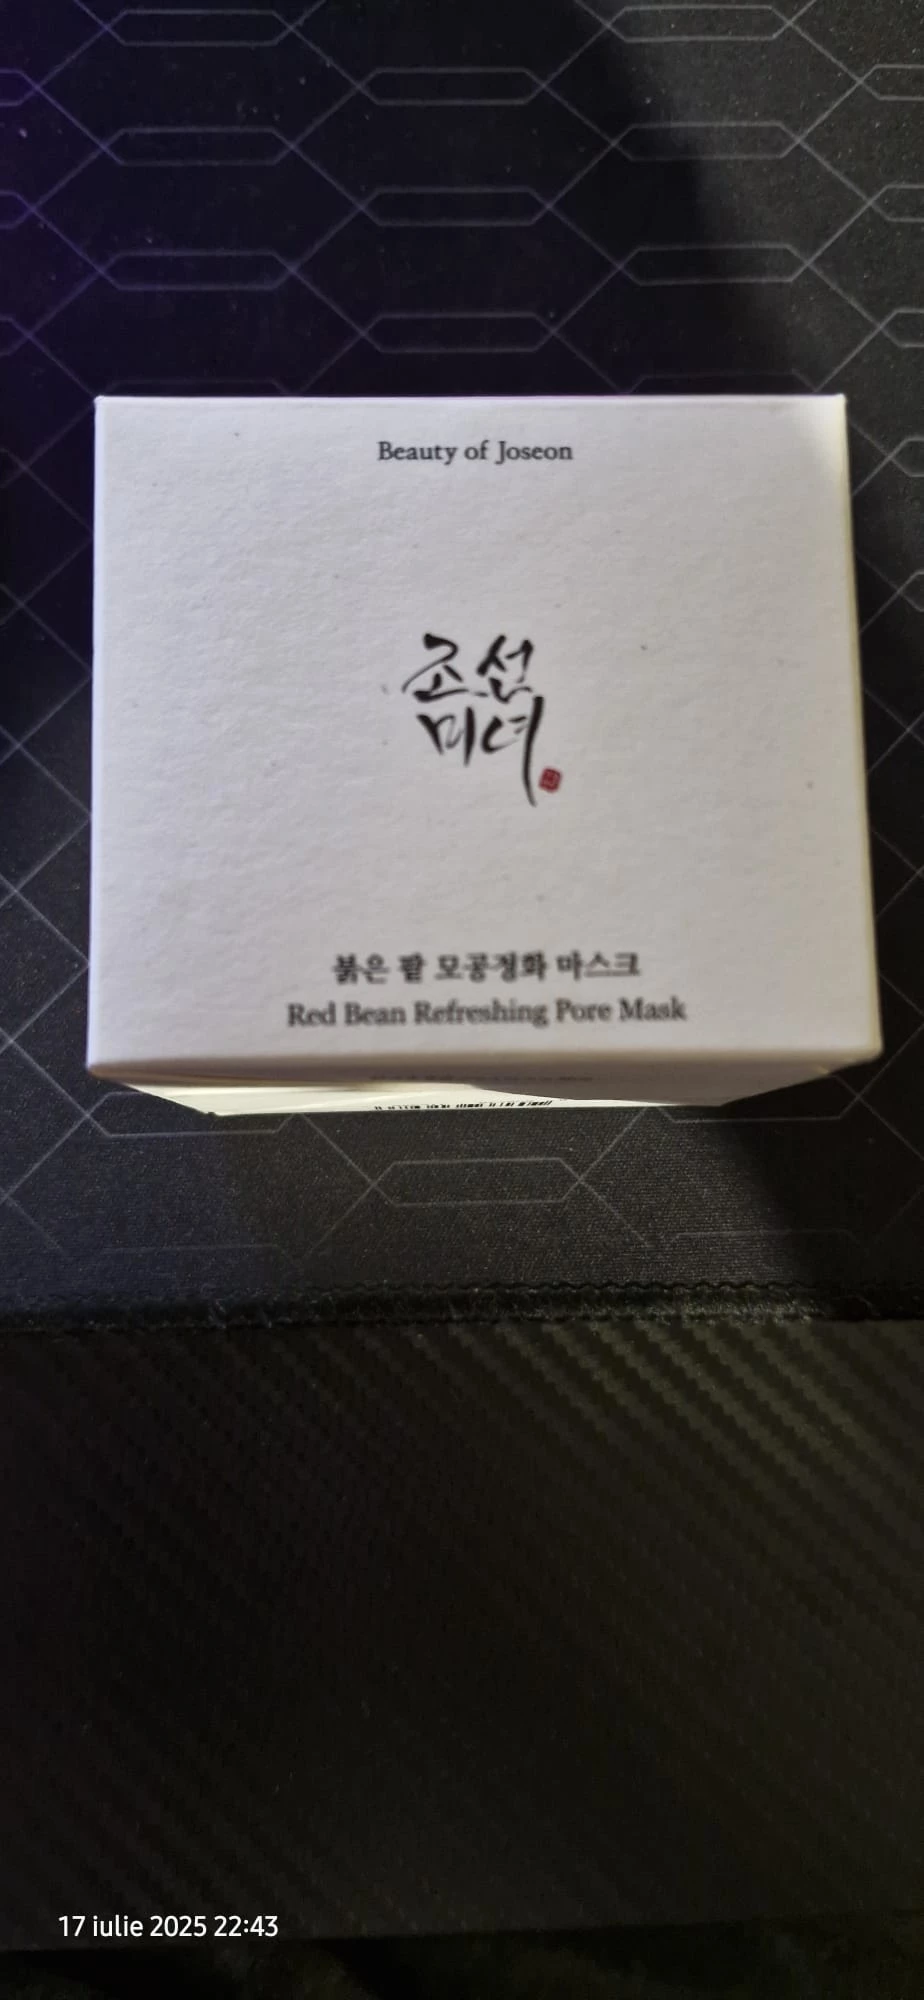 Beauty of Joseon
조선
미녀
붉은 팥 모공정화 마스크
Red Bean Refreshing Pore Mask
17 iulie 2025 22:43